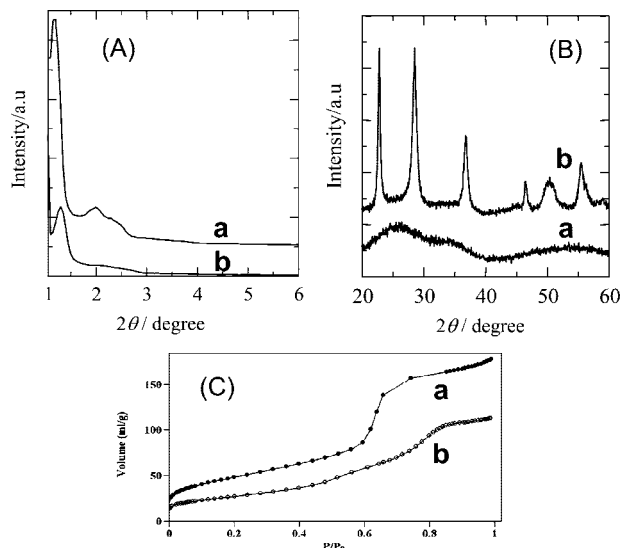 (A)
Intensity/a.u
a
b
1 2 3 4 5 6
2θ/ degree
(B)
Intensity/a.u
b
a
20 30 40 50 60
2θ/ degree
(C)
Volume (ml/g)
150
100
50
0
a
b
0 0.2 0.4 0.6 0.8 1
P/P₀